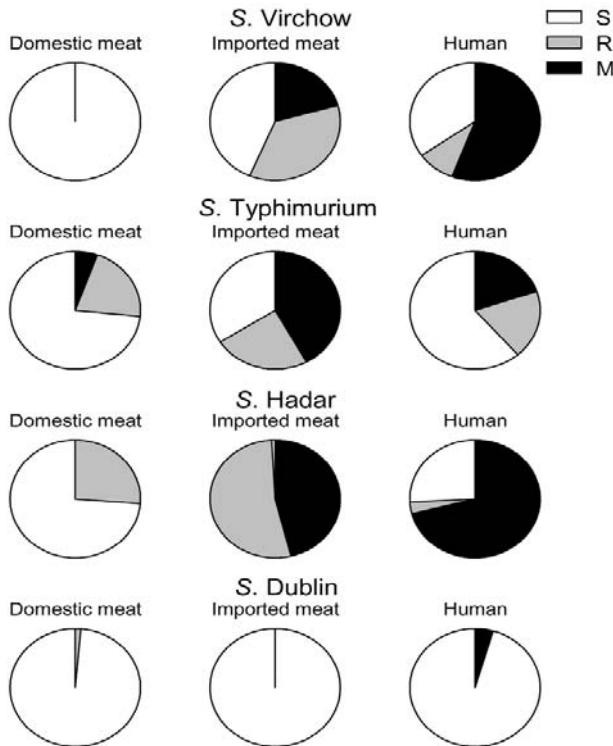 S. Virchow
Domestic meat Imported meat Human
S
R
M
S. Typhimurium
Domestic meat Imported meat Human
S. Hadar
Domestic meat Imported meat Human
S. Dublin
Domestic meat Imported meat Human